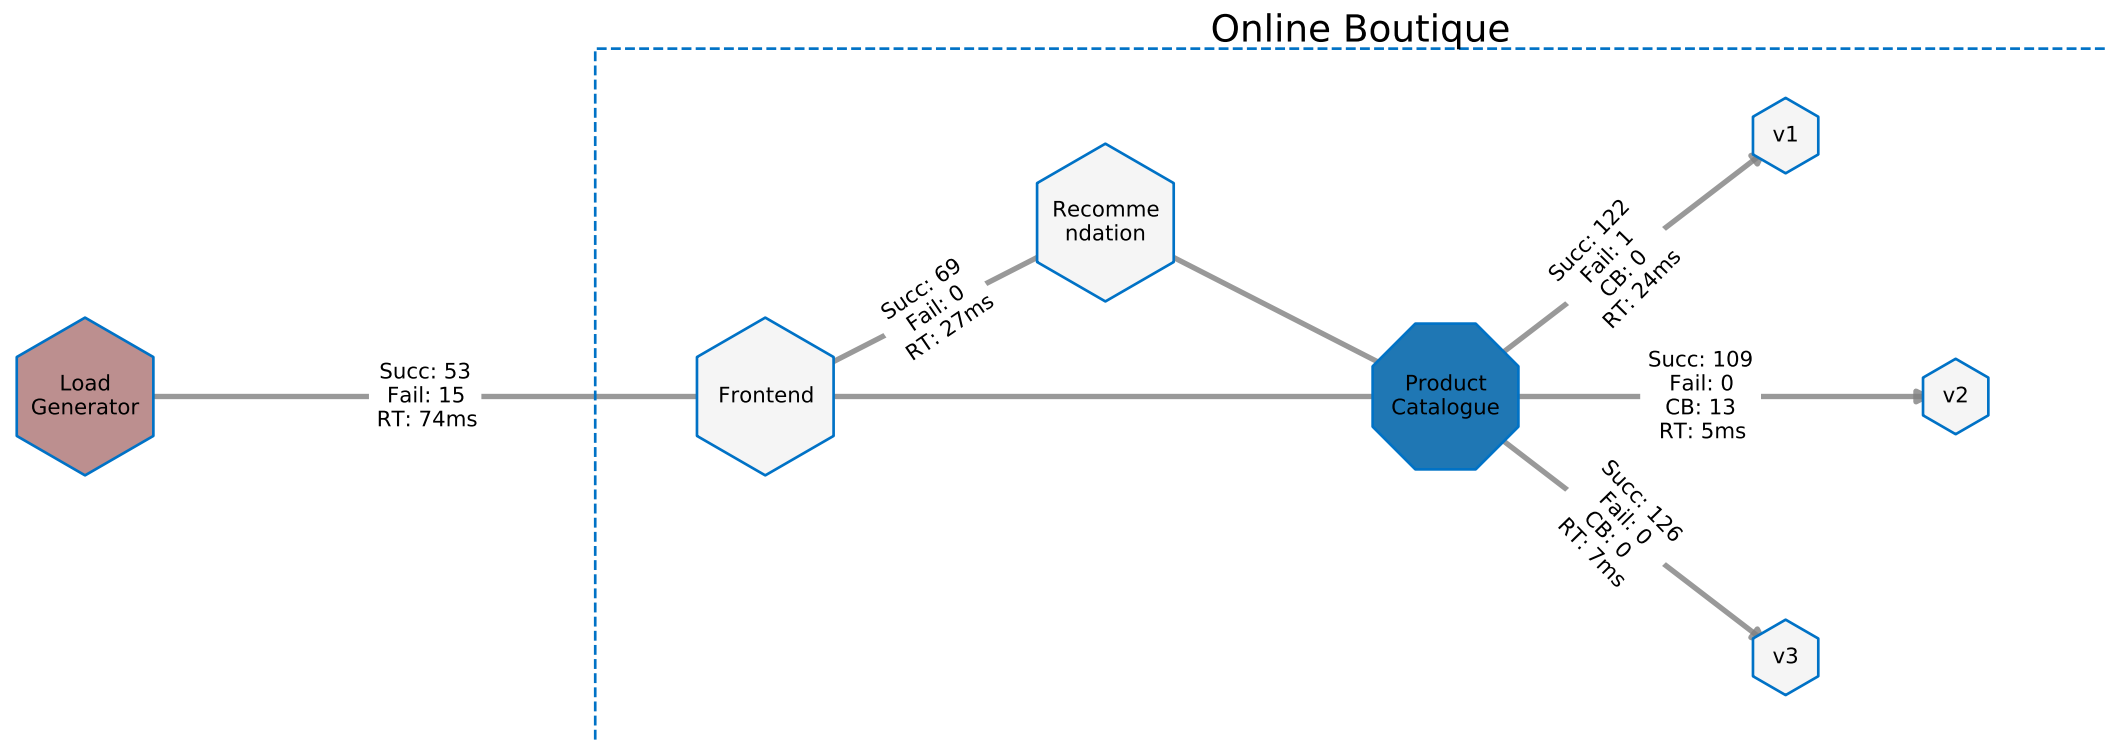 Online Boutique
Load
Generator
Succ: 53
Fail: 15
RT: 74ms
Frontend
Succ: 69
Fail: 0
RT: 27ms
Recomme
ndation
Product
Catalogue
Succ: 122
Fail: 1
CB: 0
RT: 24ms
v1
Succ: 109
Fail: 0
CB: 13
RT: 5ms
v2
Succ: 126
Fail: 0
CB: 0
RT: 7ms
v3